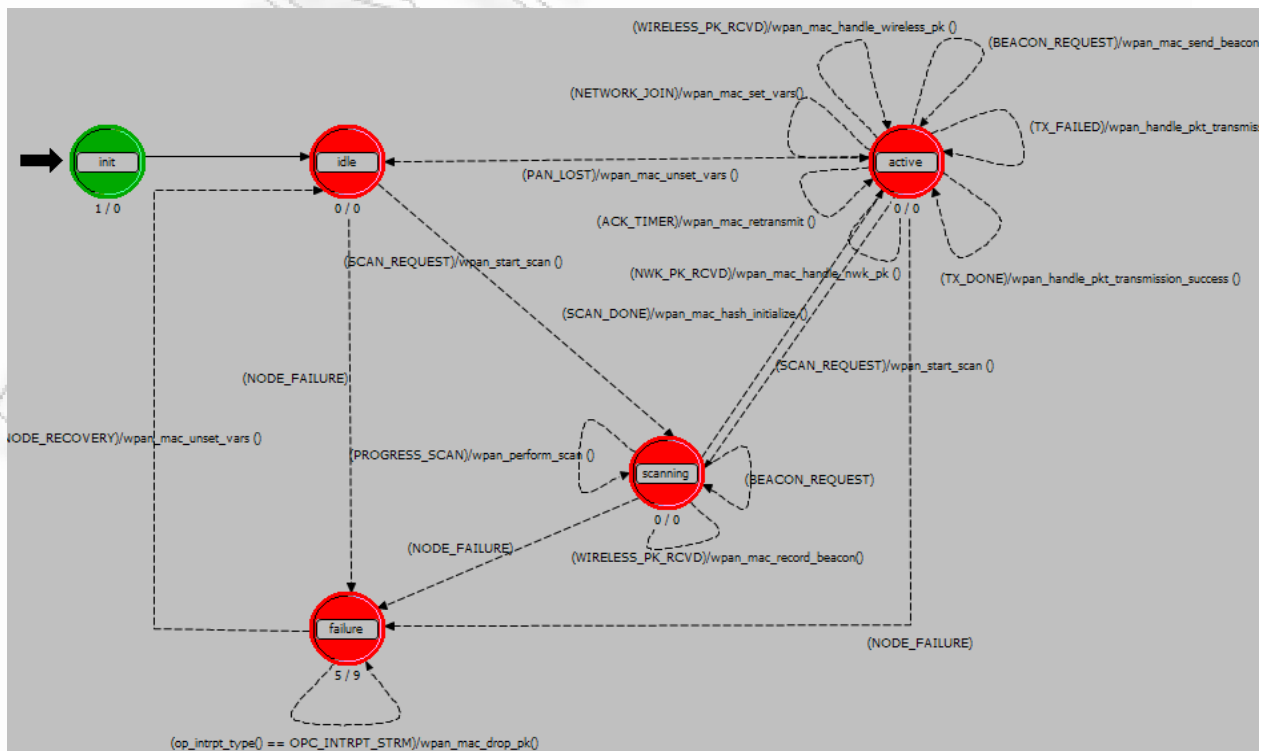 (WIRELESS_PK_RCVD)/wpan_mac_handle_wireless_pk ()
(BEACON_REQUEST)/wpan_mac_send_beacon
(NETWORK_JOIN)/wpan_mac_set_vars()
(TX_FAILED)/wpan_handle_pkt_transmiss
init
1 / 0
idle
0 / 0
active
0 / 0
(PAN_LOST)/wpan_mac_unset_vars ()
(ACK_TIMER)/wpan_mac_retransmit ()
(SCAN_REQUEST)/wpan_start_scan ()
(NWK_PK_RCVD)/wpan_mac_handle_nwk_pk ()
(TX_DONE)/wpan_handle_pkt_transmission_success ()
(SCAN_DONE)/wpan_mac_hash_initialize ()
(SCAN_REQUEST)/wpan_start_scan ()
(NODE_FAILURE)
NODE_RECOVERY)/wpan_mac_unset_vars ()
(PROGRESS_SCAN)/wpan_perform_scan ()
scanning
0 / 0
(BEACON_REQUEST)
(NODE_FAILURE)
(WIRELESS_PK_RCVD)/wpan_mac_record_beacon()
failure
5 / 9
(NODE_FAILURE)
(op_intrpt_type() == OPC_INTRPT_STRM)/wpan_mac_drop_pk()